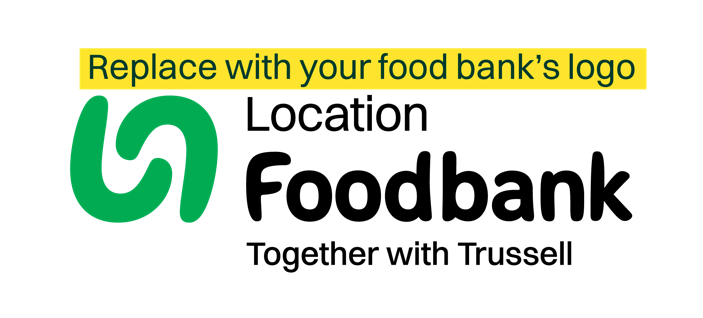 Replace with your food bank’s logo
Location
Foodbank
Together with Trussell